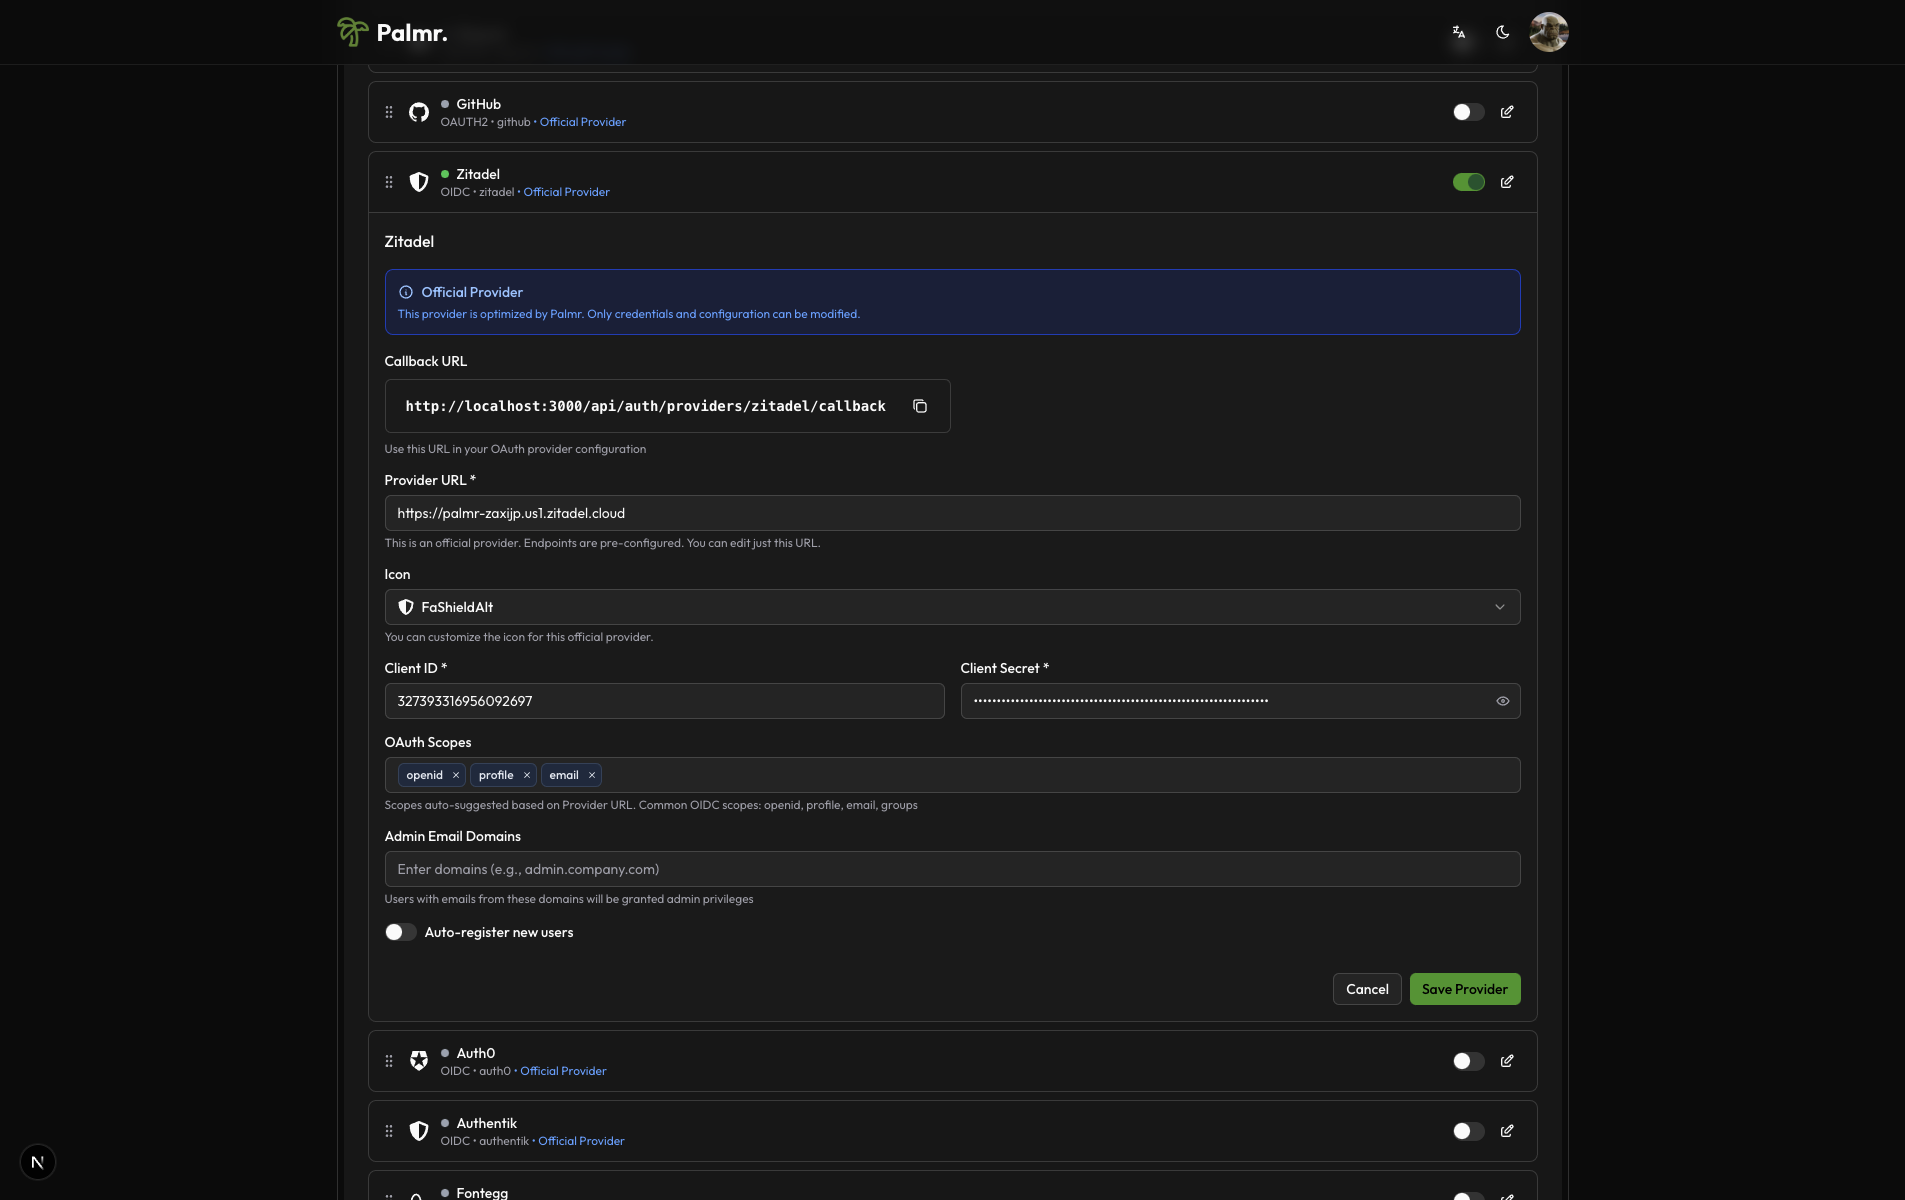 Palmr.
GitHub
OAUTH2 • github • Official Provider
Zitadel
OIDC • zitadel • Official Provider
Zitadel
Official Provider
This provider is optimized by Palmr. Only credentials and configuration can be modified.
Callback URL
http://localhost:3000/api/auth/providers/zitadel/callback
Use this URL in your OAuth provider configuration
Provider URL *
https://palmr-zaxijp.us1.zitadel.cloud
This is an official provider. Endpoints are pre-configured. You can edit just this URL.
Icon
FaShieldAlt
You can customize the icon for this official provider.
Client ID * Client Secret *
327393316956092697
OAuth Scopes
openid × profile × email ×
Scopes auto-suggested based on Provider URL. Common OIDC scopes: openid, profile, email, groups
Admin Email Domains
Enter domains (e.g., admin.company.com)
Users with emails from these domains will be granted admin privileges
Auto-register new users
Cancel Save Provider
Auth0
OIDC • auth0 • Official Provider
Authentik
OIDC • authentik • Official Provider
N
Fontegg